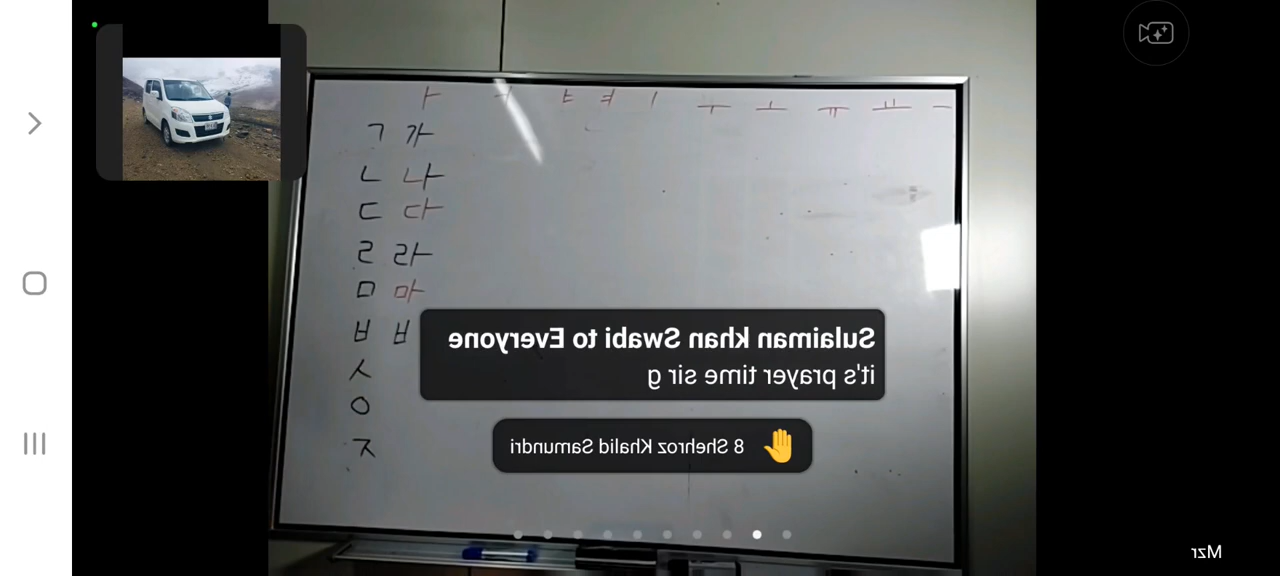 ㅏ ㅣ ㅜ ㅗ ㅠ ㅛ ㅡ
ㄱ 가
ㄴ 나
ㄷ 다
ㄹ 라
ㅁ 마
ㅂ ㅂ
ㅅ
ㅇ
ㅈ
Sulaiman khan Swabi to Everyone
it's prayer time sir g
8 Shehroz Khalid Samundri
Mzr